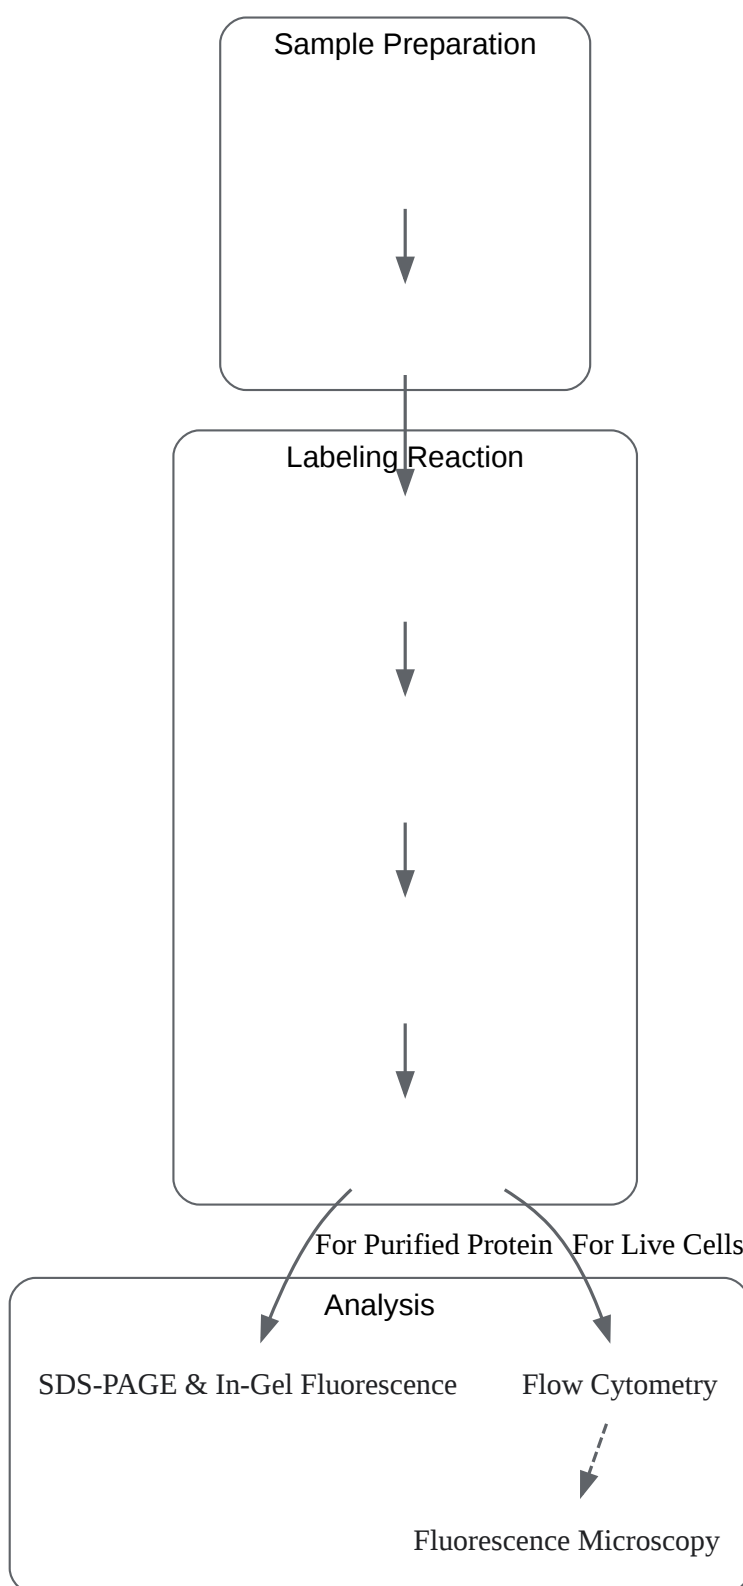 Sample Preparation
Labeling Reaction
For Purified Protein
For Live Cells
Analysis
SDS-PAGE & In-Gel Fluorescence
Flow Cytometry
Fluorescence Microscopy